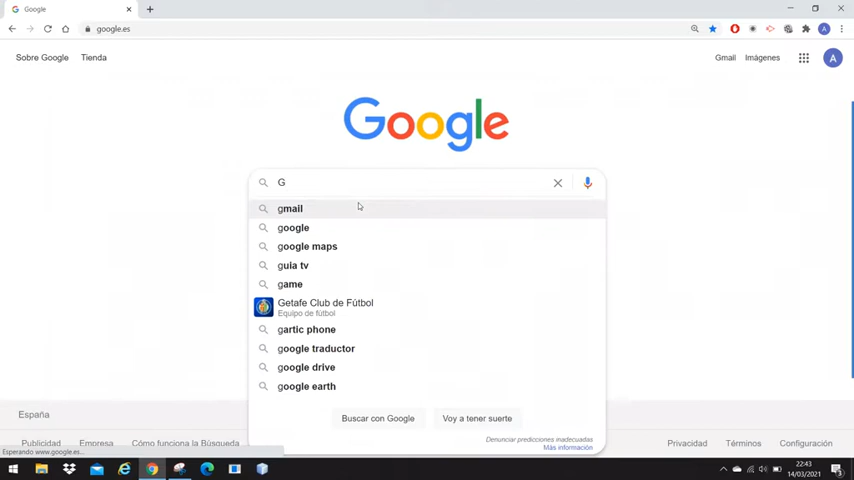 Google
google.es
Sobre Google Tienda
Gmail Imágenes A
Google
G
gmail
google
google maps
guia tv
game
Getafe Club de Fútbol
Equipo de fútbol
gartic phone
google traductor
google drive
google earth
Buscar con Google Voy a tener suerte
Denunciar predicciones inadecuadas
Más información
España
Publicidad Empresa Cómo funciona la Búsqueda Privacidad Términos Configuración
Esperando www.google.es...
22:43
14/03/2021